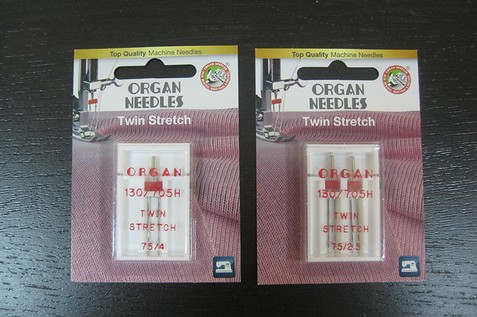 Top Quality Machine Needles
ORGAN
NEEDLES
Twin Stretch
ORGAN
130/705H
TWIN
STRETCH
75/4
Top Quality Machine Needles
ORGAN
NEEDLES
Twin Stretch
ORGAN
130/705H
TWIN
STRETCH
75/2.5